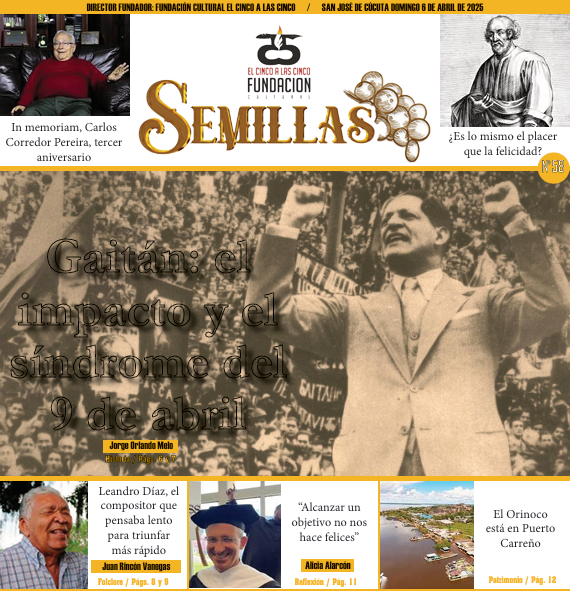 DIRECTOR FUNDADOR: FUNDACIÓN CULTURAL EL CINCO A LAS CINCO / SAN JOSÉ DE CÚCUTA DOMINGO 6 DE ABRIL DE 2025
EL CINCO A LAS CINCO
FUNDACIÓN
CULTURAL
SEMILLAS
In memoriam, Carlos
Corredor Pereira, tercer
aniversario
¿Es lo mismo el placer
que la felicidad?
N° 58
Gaitán: el
impacto y el
síndrome del
9 de abril
Jorge Orlando Melo
Leandro Díaz, el
compositor que
pensaba lento
para triunfar
más rápido
Juan Rincón Vanegas
Folclore / Págs. 8 y 9
“Alcanzar un
objetivo no nos
hace felices”
Alicia Alarcón
Reflexión / Pág. 11
El Orinoco
está en Puerto
Carreño
Patrimonio / Pág. 12